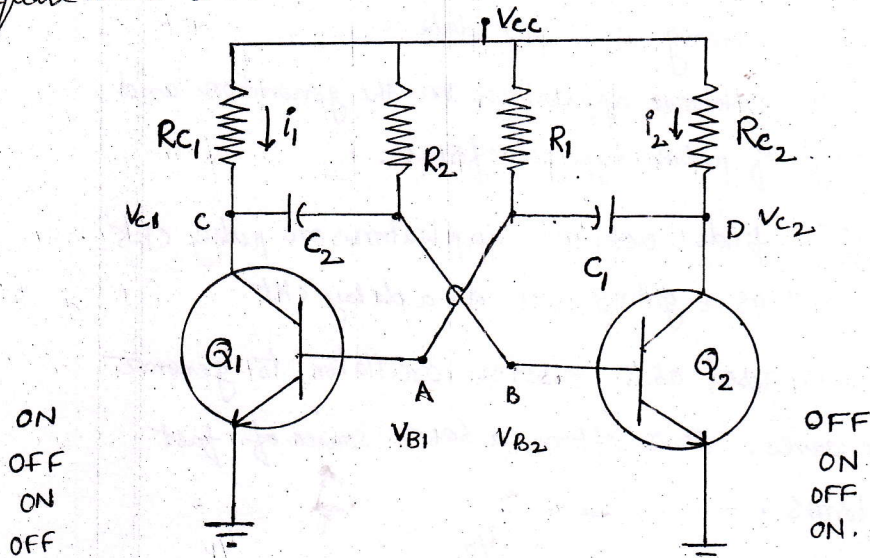 Vcc
Rc1 ↓ i1 R2 R1 i2 ↓ Rc2
Vc1 C C2 C1 D Vc2
Q1 Q2
A B
VB1 VB2
ON
OFF
ON
OFF
OFF
ON
OFF
ON.